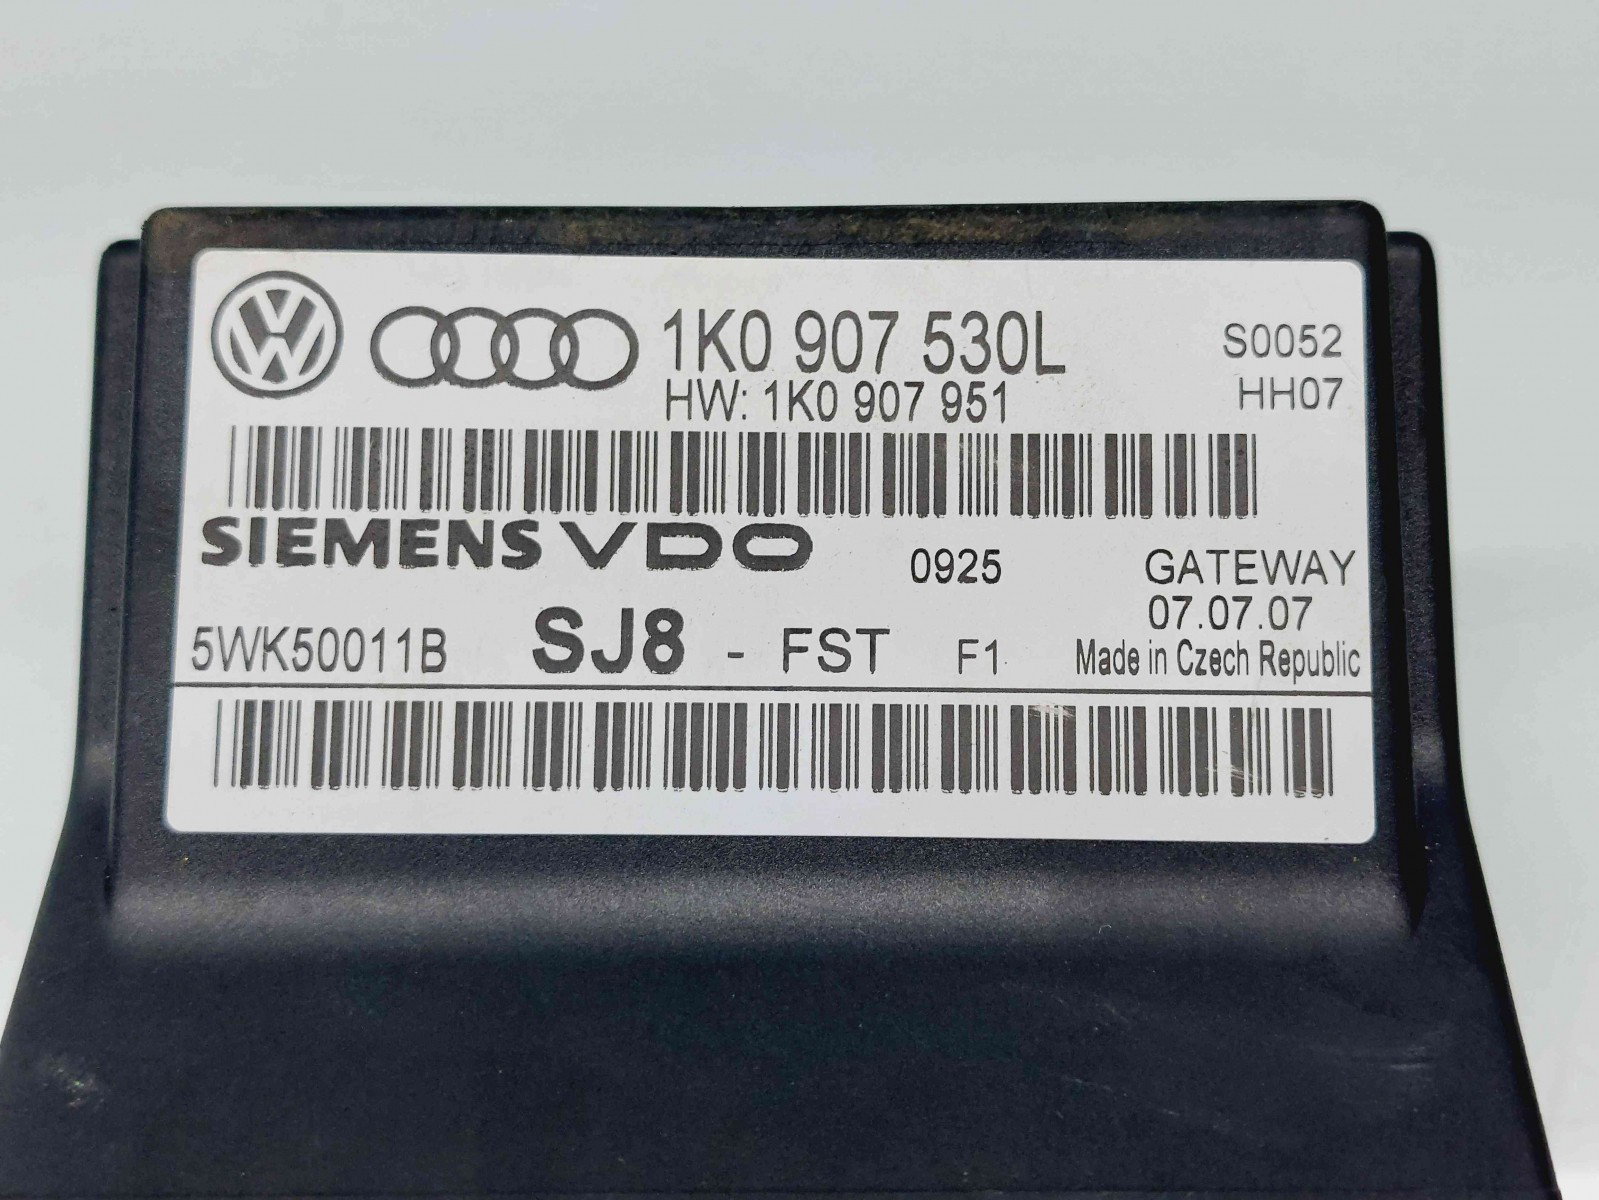 1K0 907 530L S0052
HW: 1K0 907 951 HH07
SIEMENS VDO 0925 GATEWAY
07.07.07
5WK50011B SJ8 - FST F1 Made in Czech Republic